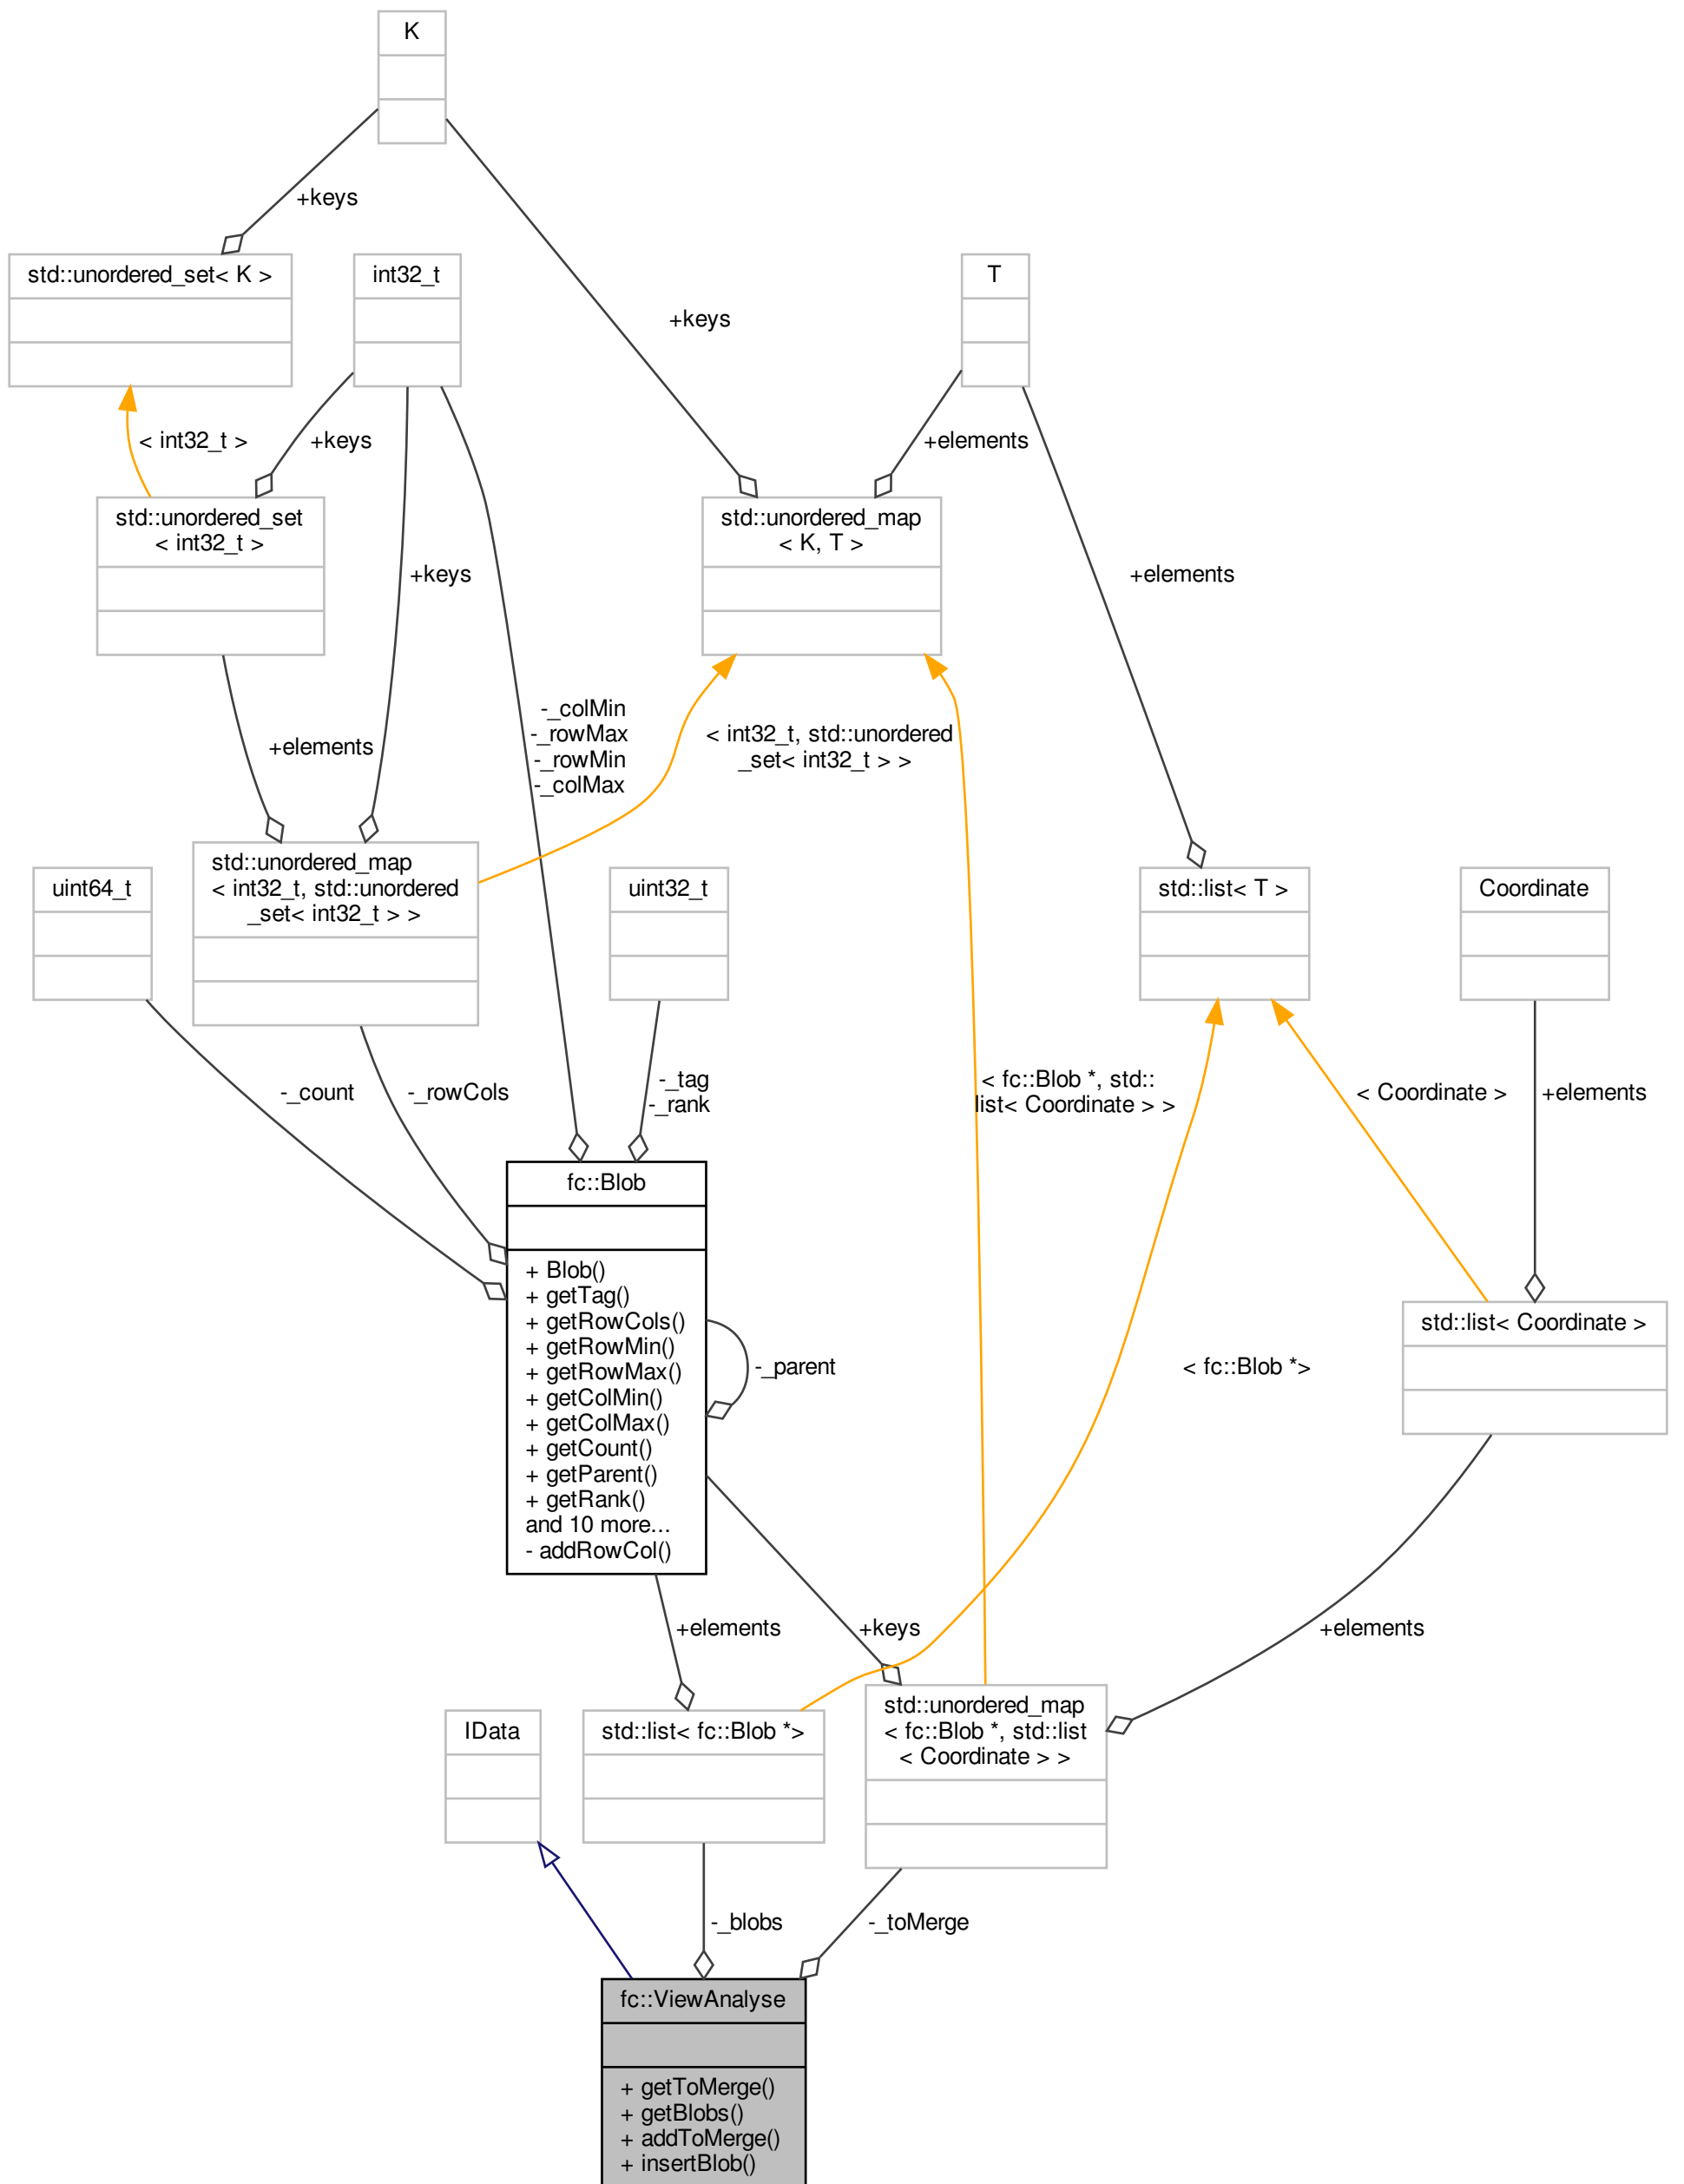 K
+keys
std::unordered_set< K >
int32_t
T
+keys
< int32_t >
+keys
+elements
std::unordered_set
< int32_t >
std::unordered_map
< K, T >
+keys
+elements
-_colMin
-_rowMax
-_rowMin
-_colMax
+elements
< int32_t, std::unordered
_set< int32_t > >
uint64_t
std::unordered_map
< int32_t, std::unordered
_set< int32_t > >
uint32_t
std::list< T >
Coordinate
-_count
-_rowCols
-_tag
-_rank
< fc::Blob *, std::
list< Coordinate > >
< Coordinate >
+elements
fc::Blob
+ Blob()
+ getTag()
+ getRowCols()
+ getRowMin()
+ getRowMax()
+ getColMin()
+ getColMax()
+ getCount()
+ getParent()
+ getRank()
and 10 more...
- addRowCol()
-_parent
< fc::Blob *>
std::list< Coordinate >
+elements
+keys
+elements
IData
std::list< fc::Blob *>
std::unordered_map
< fc::Blob *, std::list
< Coordinate > >
-_blobs
-_toMerge
fc::ViewAnalyse
+ getToMerge()
+ getBlobs()
+ addToMerge()
+ insertBlob()